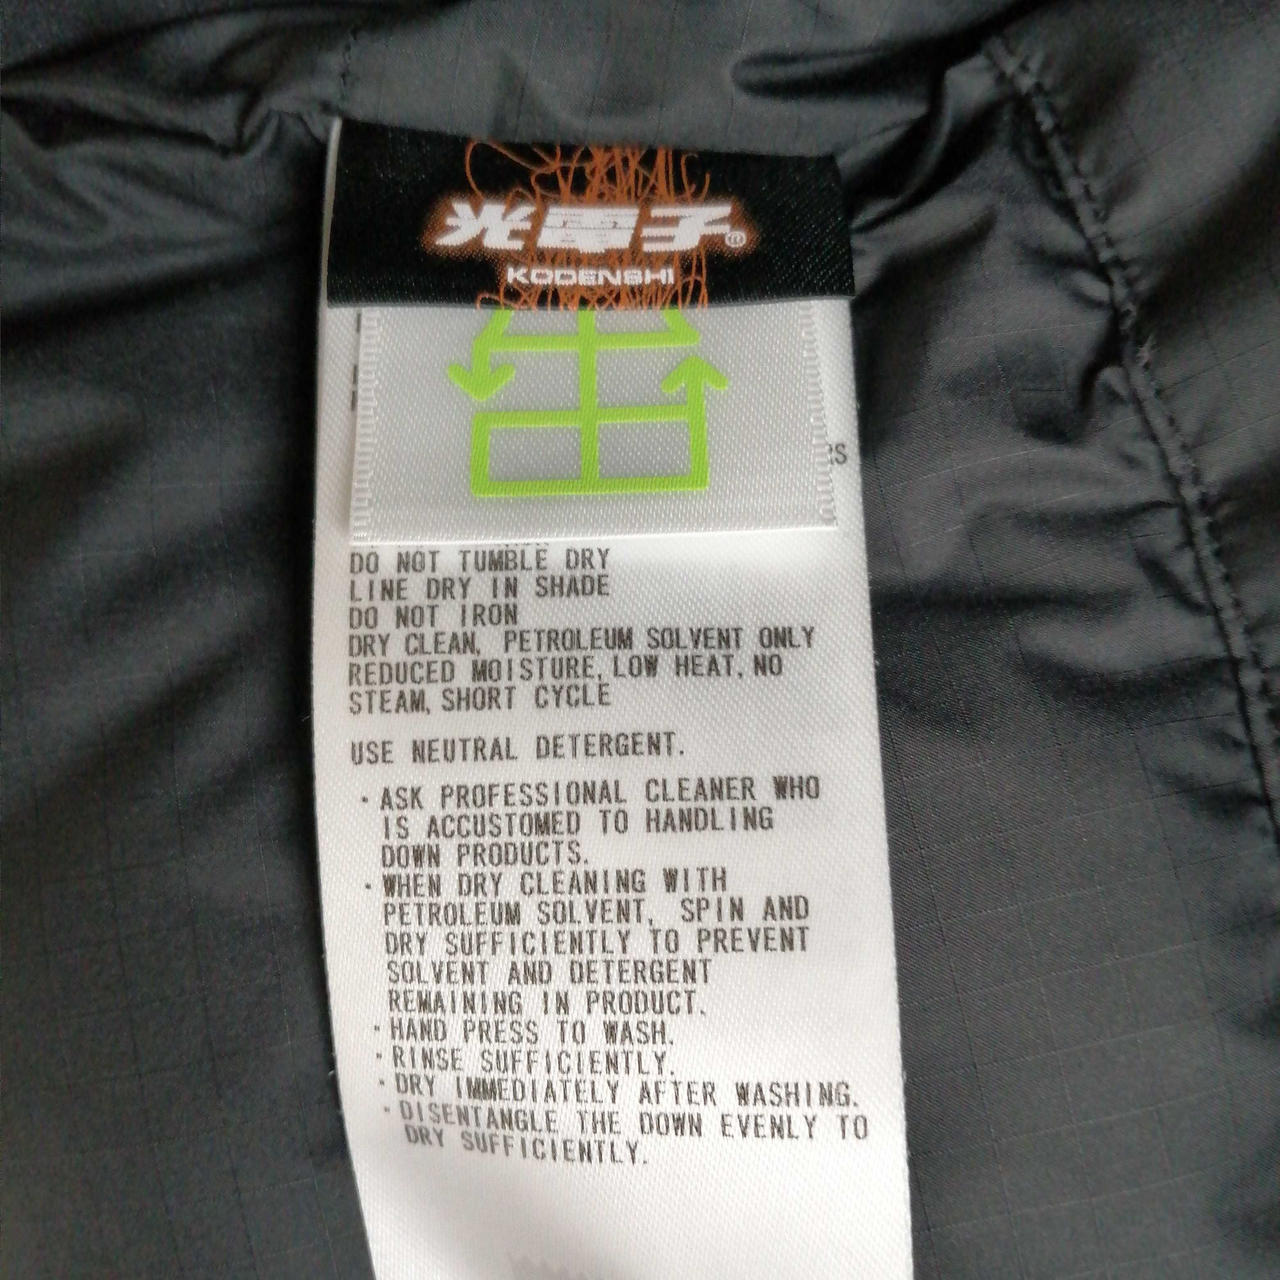 光電子®
KODENSHI
RS
DO NOT TUMBLE DRY
LINE DRY IN SHADE
DO NOT IRON
DRY CLEAN, PETROLEUM SOLVENT ONLY
REDUCED MOISTURE, LOW HEAT, NO
STEAM, SHORT CYCLE
USE NEUTRAL DETERGENT.
・ASK PROFESSIONAL CLEANER WHO
IS ACCUSTOMED TO HANDLING
DOWN PRODUCTS.
・WHEN DRY CLEANING WITH
PETROLEUM SOLVENT, SPIN AND
DRY SUFFICIENTLY TO PREVENT
SOLVENT AND DETERGENT
REMAINING IN PRODUCT.
・HAND PRESS TO WASH.
・RINSE SUFFICIENTLY.
・DRY IMMEDIATELY AFTER WASHING.
・DISENTANGLE THE DOWN EVENLY TO
DRY SUFFICIENTLY.